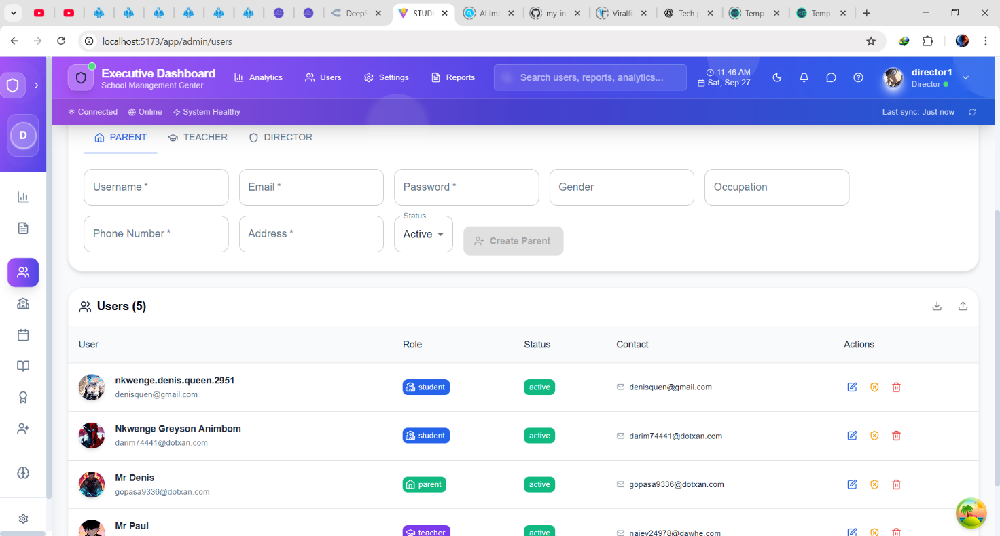 DeepS
STUD
AI Ima
my-in
Viralfi
Tech p
Temp
Temp
localhost:5173/app/admin/users
Executive Dashboard
School Management Center
Analytics
Users
Settings
Reports
Search users, reports, analytics...
11:46 AM
Sat, Sep 27
director1
Director
Connected
Online
System Healthy
Last sync: Just now
D
PARENT
TEACHER
DIRECTOR
Username *
Email *
Password *
Gender
Occupation
Phone Number *
Address *
Status
Active
Create Parent
Users (5)
User Role Status Contact Actions
nkwenge.denis.queen.2951
denisquen@gmail.com
student
active
denisquen@gmail.com
Nkwenge Greyson Animbom
darim74441@dotxan.com
student
active
darim74441@dotxan.com
Mr Denis
gopasa9336@dotxan.com
parent
active
gopasa9336@dotxan.com
Mr Paul
teacher
active
naiev24978@dawhe.com